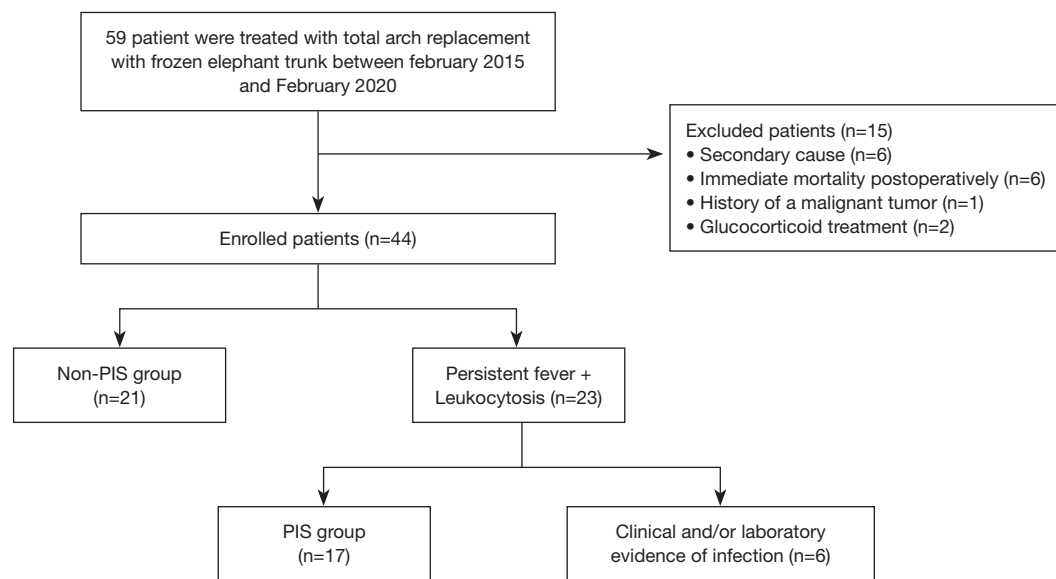 59 patient were treated with total arch replacement
with frozen elephant trunk between february 2015
and February 2020
Excluded patients (n=15)
• Secondary cause (n=6)
• Immediate mortality postoperatively (n=6)
• History of a malignant tumor (n=1)
• Glucocorticoid treatment (n=2)
Enrolled patients (n=44)
Non-PIS group
(n=21)
Persistent fever +
Leukocytosis (n=23)
PIS group
(n=17)
Clinical and/or laboratory
evidence of infection (n=6)